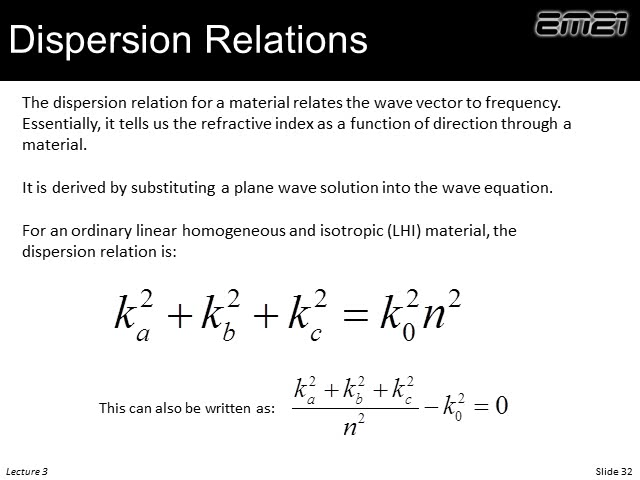 Dispersion Relations
EM21
The dispersion relation for a material relates the wave vector to frequency.
Essentially, it tells us the refractive index as a function of direction through a
material.
It is derived by substituting a plane wave solution into the wave equation.
For an ordinary linear homogeneous and isotropic (LHI) material, the
dispersion relation is:
k_a^2 + k_b^2 + k_c^2 = k_0^2 n^2
This can also be written as: (k_a^2 + k_b^2 + k_c^2) / n^2 − k_0^2 = 0
Lecture 3
Slide 32